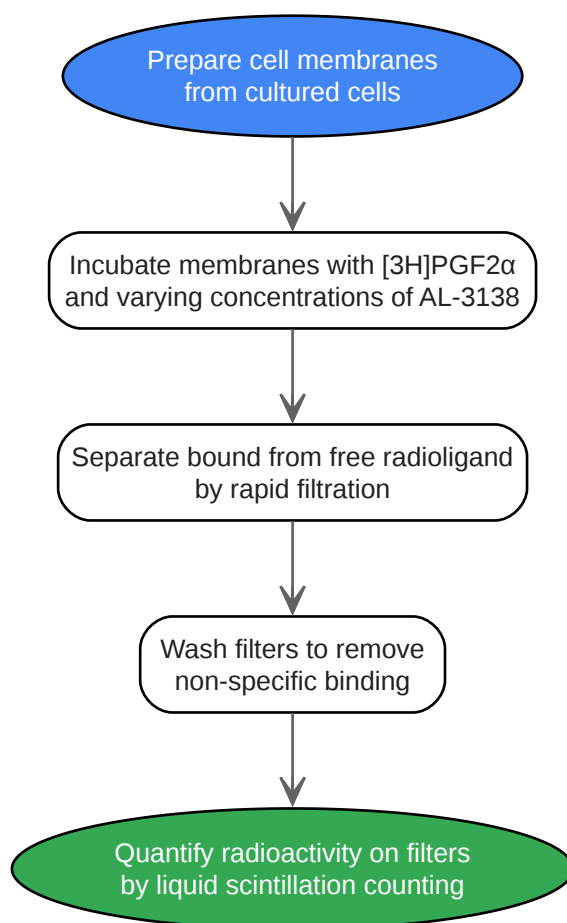 Prepare cell membranes
from cultured cells
Incubate membranes with [3H]PGF2α
and varying concentrations of AL-3138
Separate bound from free radioligand
by rapid filtration
Wash filters to remove
non-specific binding
Quantify radioactivity on filters
by liquid scintillation counting